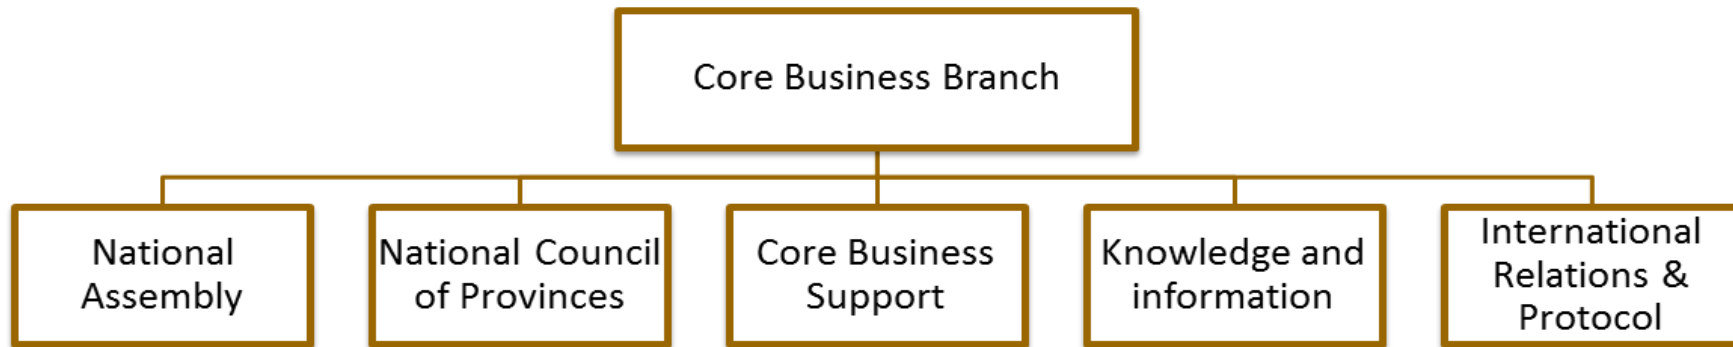 Core Business Branch
National
Assembly
National Council
of Provinces
Core Business
Support
Knowledge and
information
International
Relations &
Protocol